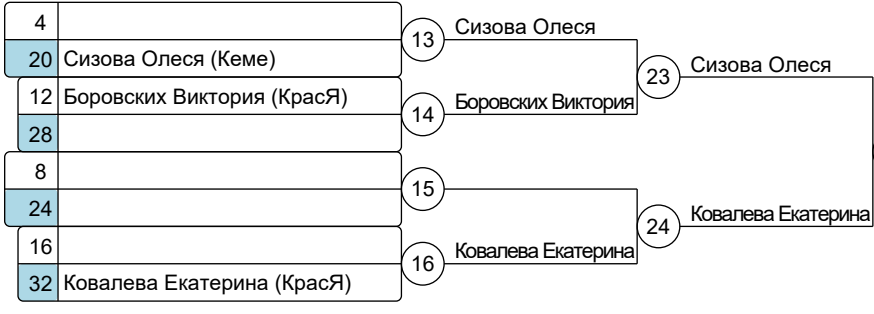 4
13
Сизова Олеся
20 Сизова Олеся (Кеме)
23
Сизова Олеся
12 Боровских Виктория (КрасЯ)
14
Боровских Виктория
28
8
15
24
24
Ковалева Екатерина
16
16
Ковалева Екатерина
32 Ковалева Екатерина (КрасЯ)